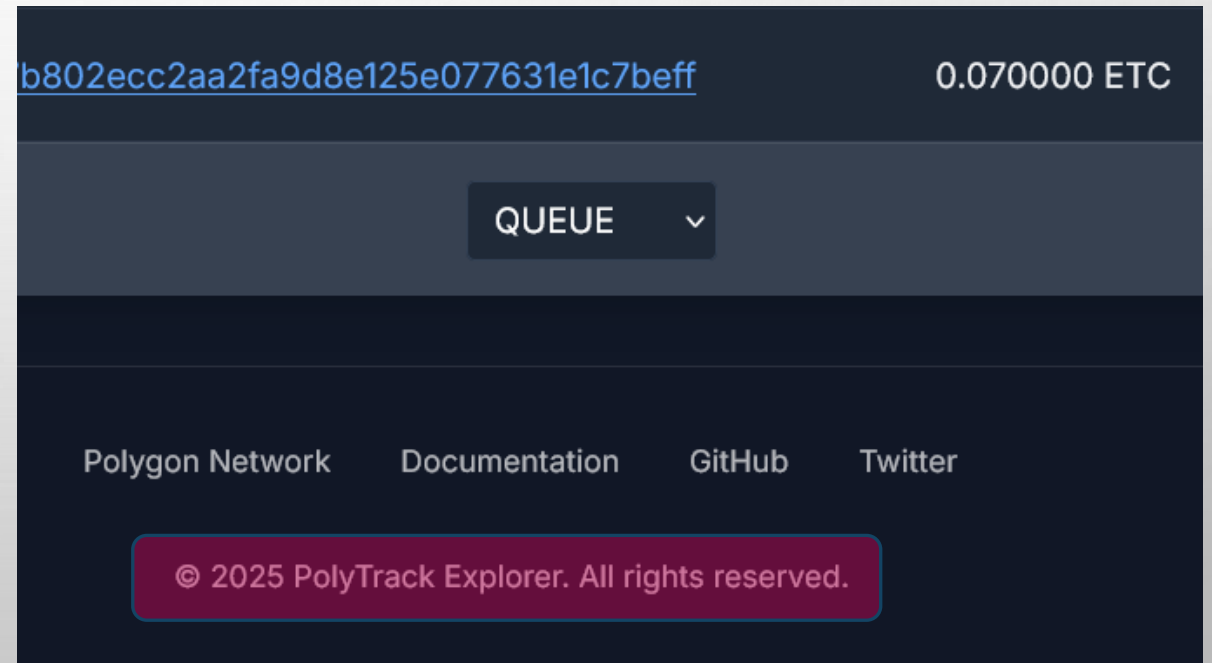 b802ecc2aa2fa9d8e125e077631e1c7beff 0.070000 ETC
QUEUE
Polygon Network Documentation GitHub Twitter
© 2025 PolyTrack Explorer. All rights reserved.